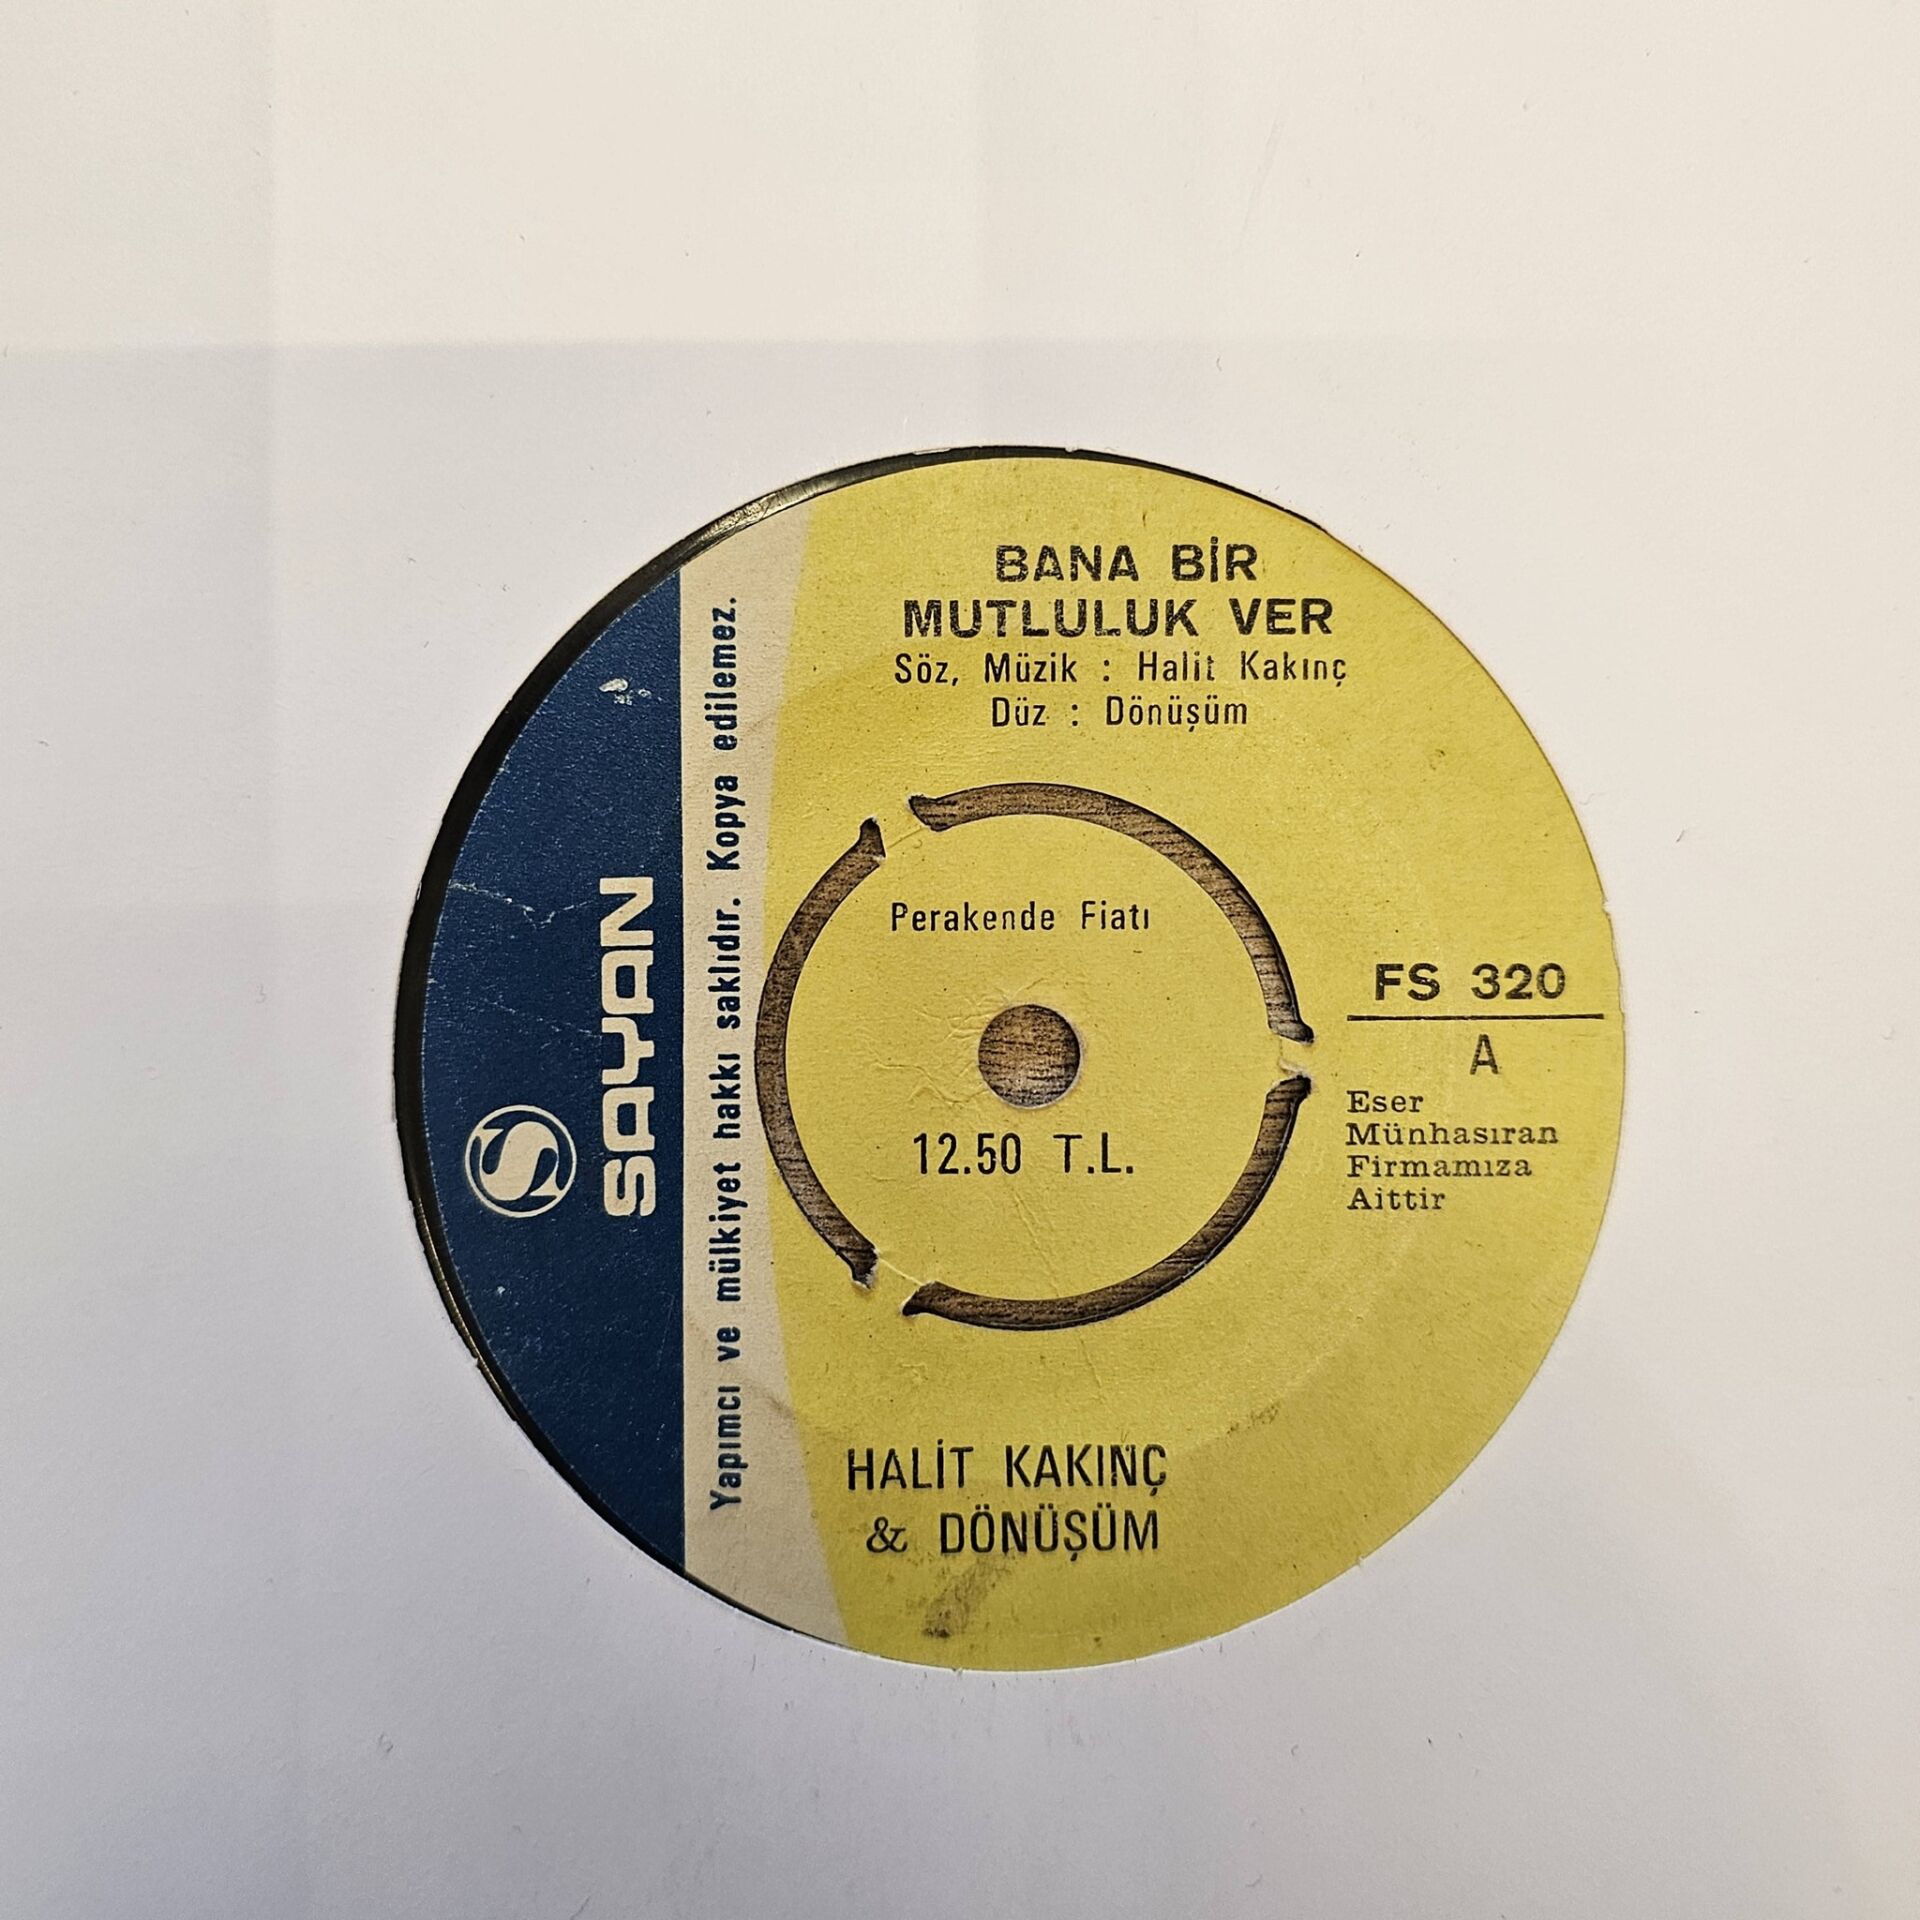 BANA BİR
MUTLULUK VER
Söz, Müzik : Halit Kakınç
Düz : Dönüşüm
Perakende Fiatı
12.50 T.L.
FS 320
A
Eser
Münhasıran
Firmamıza
Aittir
HALİT KAKINÇ
& DÖNÜŞÜM
S
SAYAN
Yapımcı ve mülkiyet hakkı saklıdır. Kopya edilemez.